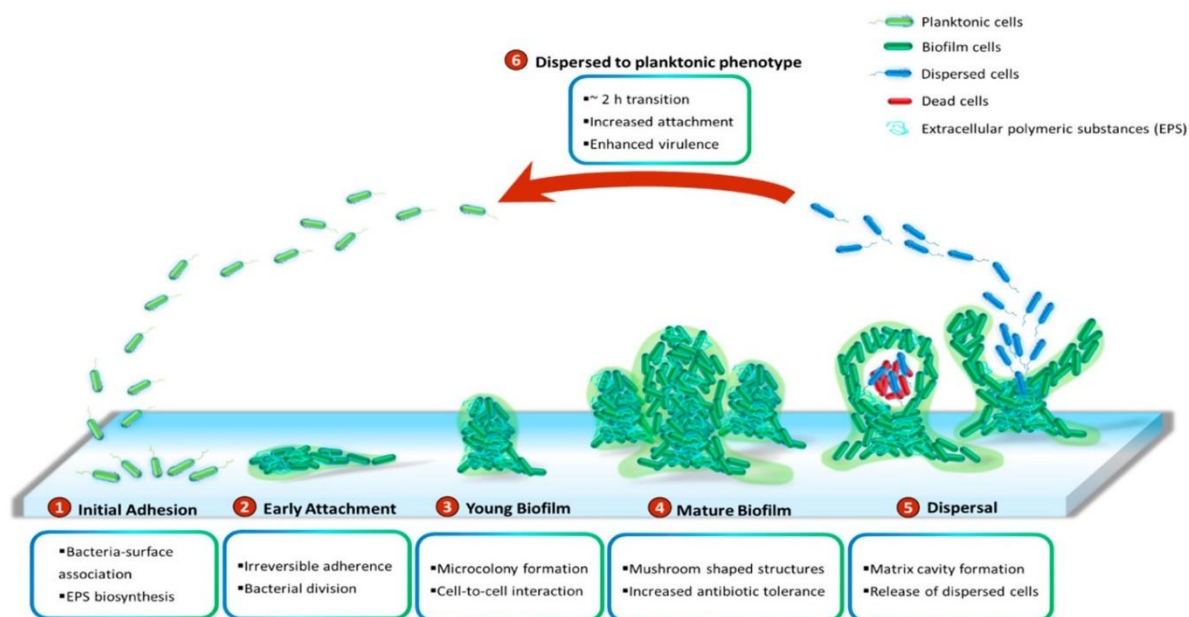 Planktonic cells
Biofilm cells
Dispersed cells
Dead cells
Extracellular polymeric substances (EPS)
6 Dispersed to planktonic phenotype
▪~ 2 h transition
▪Increased attachment
▪Enhanced virulence
1 Initial Adhesion
▪Bacteria-surface
association
▪EPS biosynthesis
2 Early Attachment
▪Irreversible adherence
▪Bacterial division
3 Young Biofilm
▪Microcolony formation
▪Cell-to-cell interaction
4 Mature Biofilm
▪Mushroom shaped structures
▪Increased antibiotic tolerance
5 Dispersal
▪Matrix cavity formation
▪Release of dispersed cells